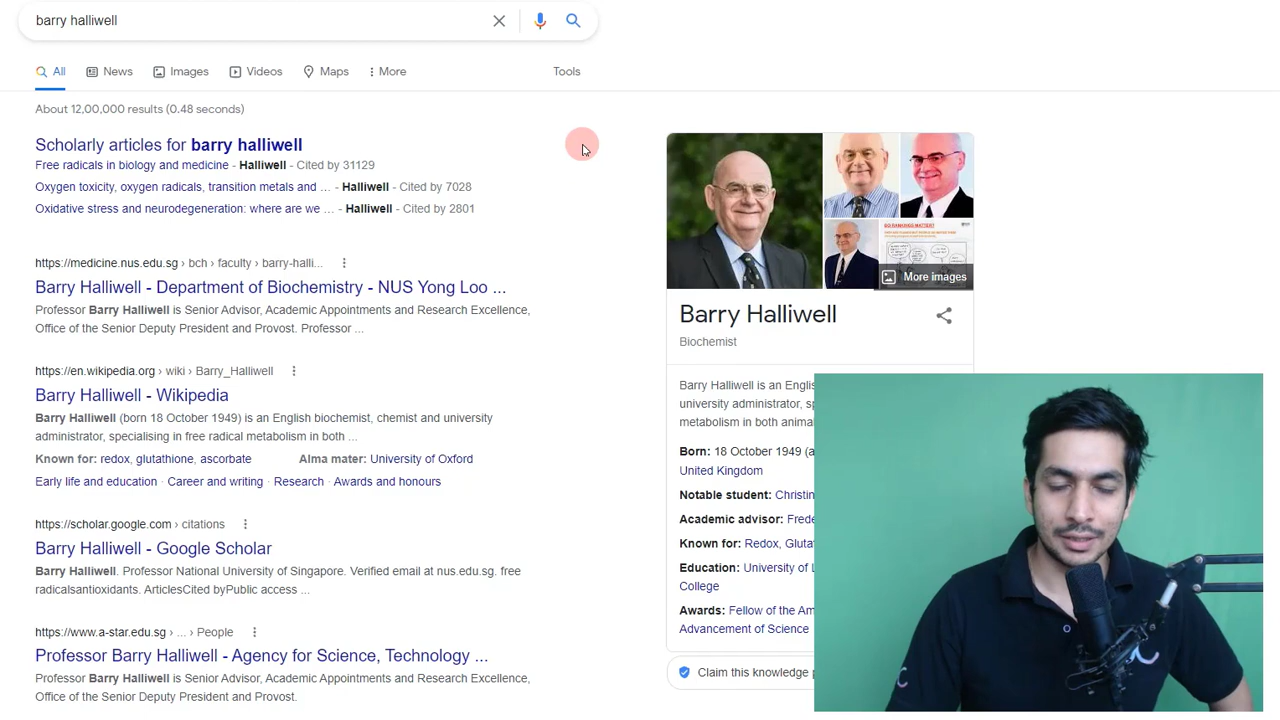 barry halliwell
All
News
Images
Videos
Maps
More
Tools
About 12,00,000 results (0.48 seconds)
Scholarly articles for barry halliwell
Free radicals in biology and medicine - Halliwell - Cited by 31129
Oxygen toxicity, oxygen radicals, transition metals and ... - Halliwell - Cited by 7028
Oxidative stress and neurodegeneration: where are we ... - Halliwell - Cited by 2801
https://medicine.nus.edu.sg › bch › faculty › barry-halli...
Barry Halliwell - Department of Biochemistry - NUS Yong Loo ...
Professor Barry Halliwell is Senior Advisor, Academic Appointments and Research Excellence,
Office of the Senior Deputy President and Provost. Professor ...
https://en.wikipedia.org › wiki › Barry_Halliwell
Barry Halliwell - Wikipedia
Barry Halliwell (born 18 October 1949) is an English biochemist, chemist and university
administrator, specialising in free radical metabolism in both ...
Known for: redox, glutathione, ascorbate Alma mater: University of Oxford
Early life and education · Career and writing · Research · Awards and honours
https://scholar.google.com › citations
Barry Halliwell - Google Scholar
Barry Halliwell. Professor National University of Singapore. Verified email at nus.edu.sg. free
radicalsantioxidants. ArticlesCited byPublic access ...
https://www.a-star.edu.sg › ... › People
Professor Barry Halliwell - Agency for Science, Technology ...
Professor Barry Halliwell is Senior Advisor, Academic Appointments and Research Excellence,
Office of the Senior Deputy President and Provost.
More images
Barry Halliwell
Biochemist
Barry Halliwell is an Englis
university administrator, sp
metabolism in both anima
Born: 18 October 1949 (a
United Kingdom
Notable student: Christin
Academic advisor: Frede
Known for: Redox, Gluta
Education: University of
College
Awards: Fellow of the Am
Advancement of Science
Claim this knowledge